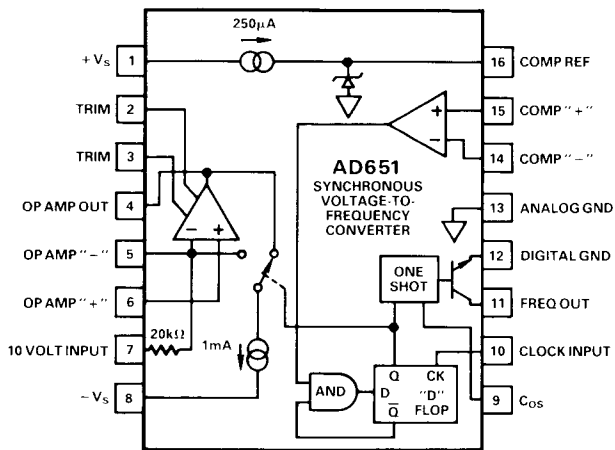 250µA
+VS 1
16 COMP REF
TRIM 2
15 COMP "+"
+
TRIM 3
−
14 COMP "−"
AD651
SYNCHRONOUS
VOLTAGE-TO-
FREQUENCY
CONVERTER
OP AMP OUT 4
13 ANALOG GND
− +
OP AMP "−" 5
12 DIGITAL GND
ONE
SHOT
OP AMP "+" 6
11 FREQ OUT
20kΩ
10 VOLT INPUT 7
1mA
10 CLOCK INPUT
Q CK
AND
D "D"
Q̅ FLOP
−VS 8
9 COS